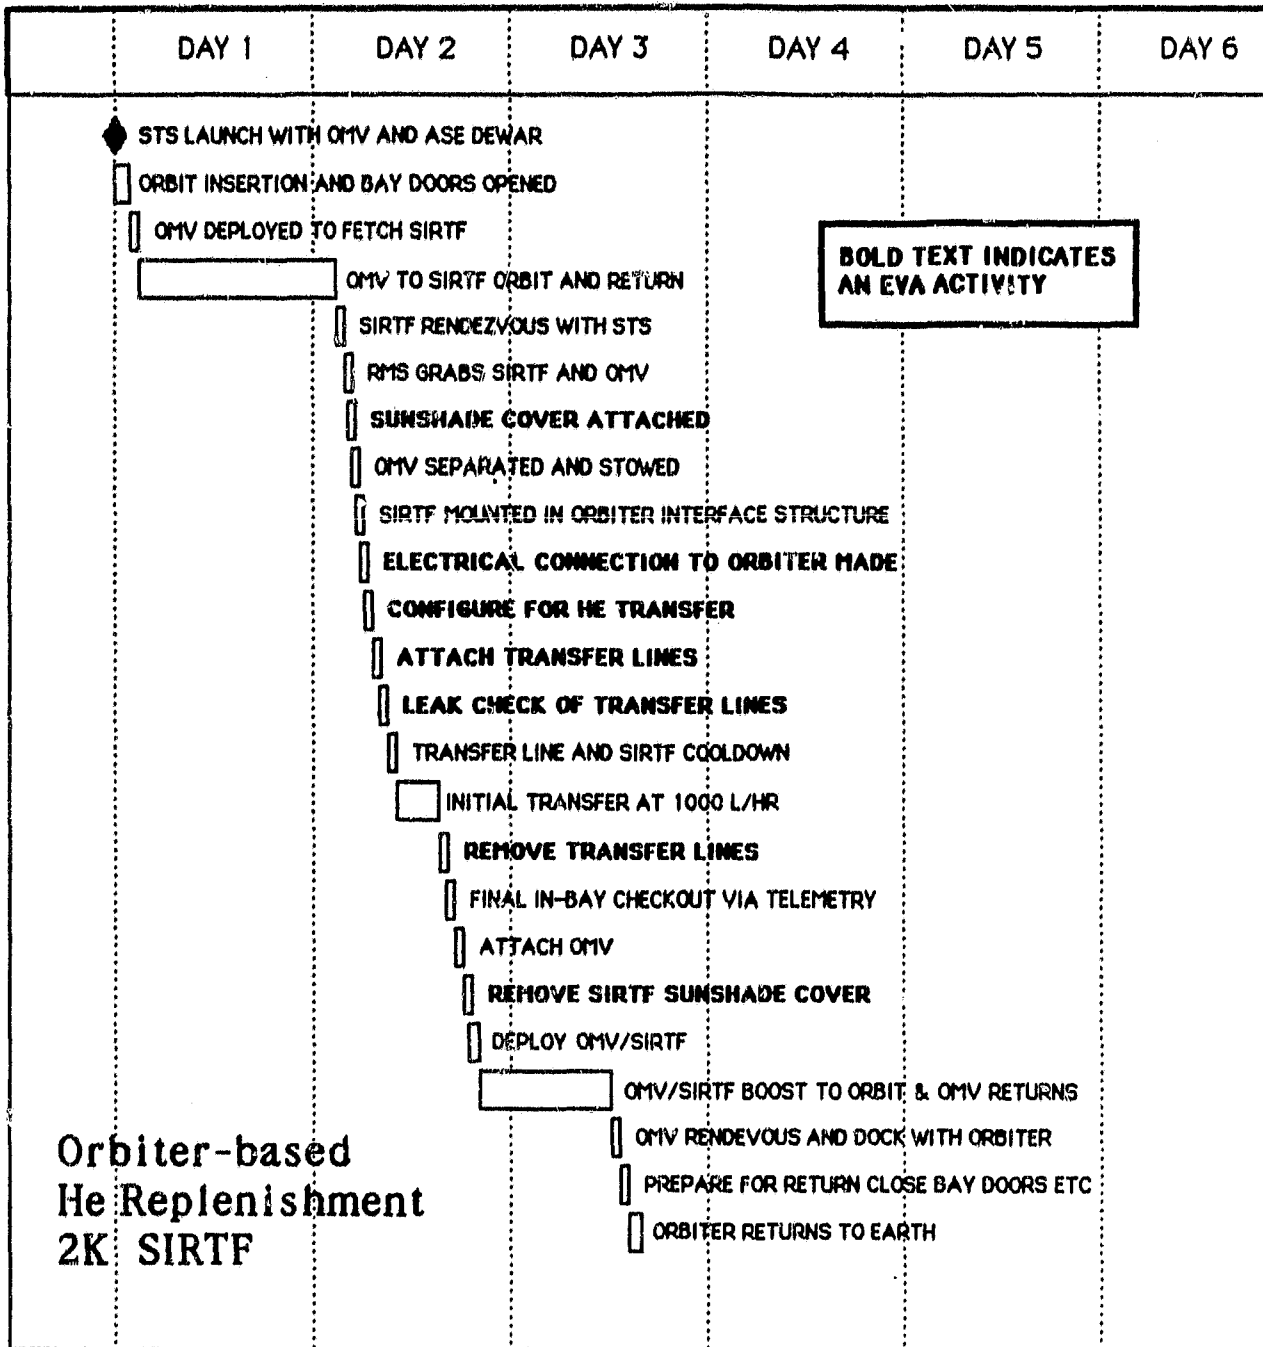 DAY 1 DAY 2 DAY 3 DAY 4 DAY 5 DAY 6
STS LAUNCH WITH OMV AND ASE DEWAR
ORBIT INSERTION AND BAY DOORS OPENED
OMV DEPLOYED TO FETCH SIRTF
BOLD TEXT INDICATES
AN EVA ACTIVITY
OMV TO SIRTF ORBIT AND RETURN
SIRTF RENDEZVOUS WITH STS
RMS GRABS SIRTF AND OMV
SUNSHADE COVER ATTACHED
OMV SEPARATED AND STOWED
SIRTF MOUNTED IN ORBITER INTERFACE STRUCTURE
ELECTRICAL CONNECTION TO ORBITER MADE
CONFIGURE FOR HE TRANSFER
ATTACH TRANSFER LINES
LEAK CHECK OF TRANSFER LINES
TRANSFER LINE AND SIRTF COOLDOWN
INITIAL TRANSFER AT 1000 L/HR
REMOVE TRANSFER LINES
FINAL IN-BAY CHECKOUT VIA TELEMETRY
ATTACH OMV
REMOVE SIRTF SUNSHADE COVER
DEPLOY OMV/SIRTF
OMV/SIRTF BOOST TO ORBIT & OMV RETURNS
OMV RENDEVOUS AND DOCK WITH ORBITER
PREPARE FOR RETURN CLOSE BAY DOORS ETC
ORBITER RETURNS TO EARTH
Orbiter-based
He Replenishment
2K SIRTF